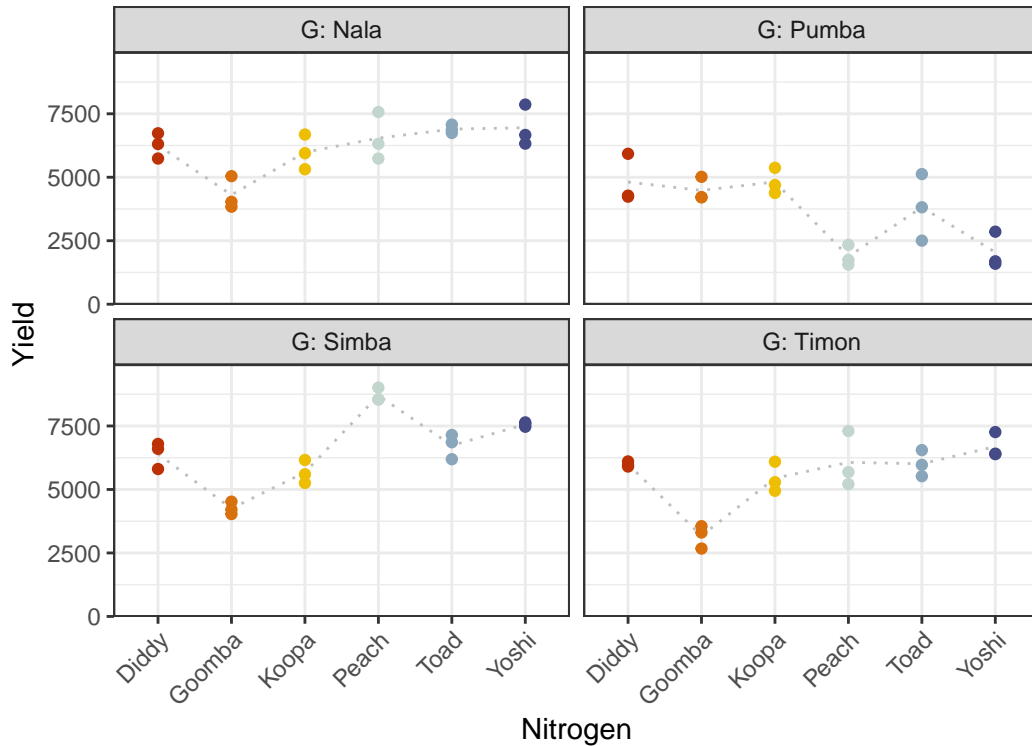 G: Nala
G: Pumba
7500
5000
2500
0
Yield
G: Simba
G: Timon
7500
5000
2500
0
Diddy
Goomba
Koopa
Peach
Toad
Yoshi
Diddy
Goomba
Koopa
Peach
Toad
Yoshi
Nitrogen